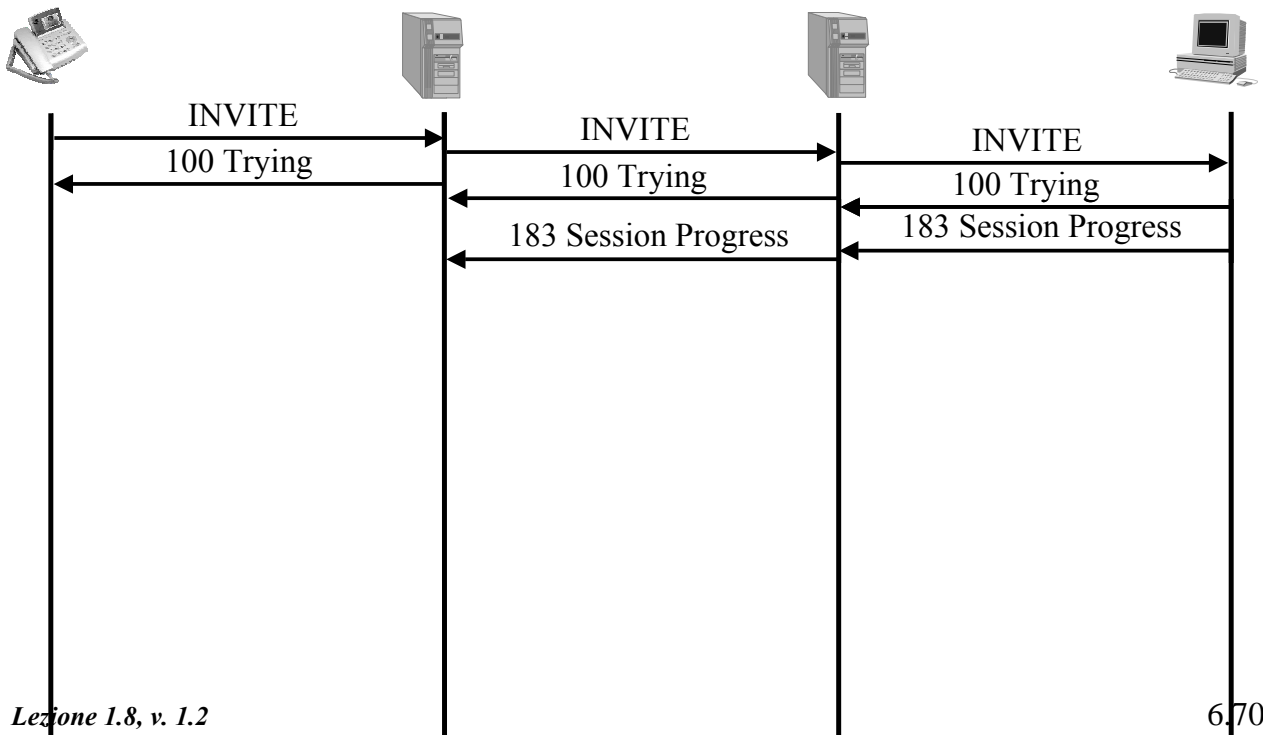 INVITE
100 Trying
INVITE
100 Trying
183 Session Progress
INVITE
100 Trying
183 Session Progress
Lezione 1.8, v. 1.2
6.70